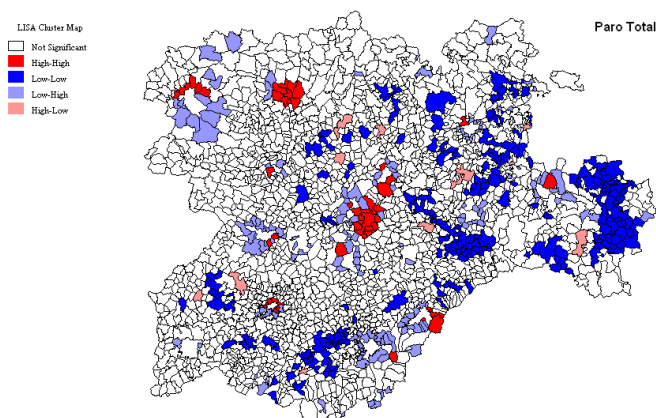 LISA Cluster Map
Not Significant
High-High
Low-Low
Low-High
High-Low
Paro Total